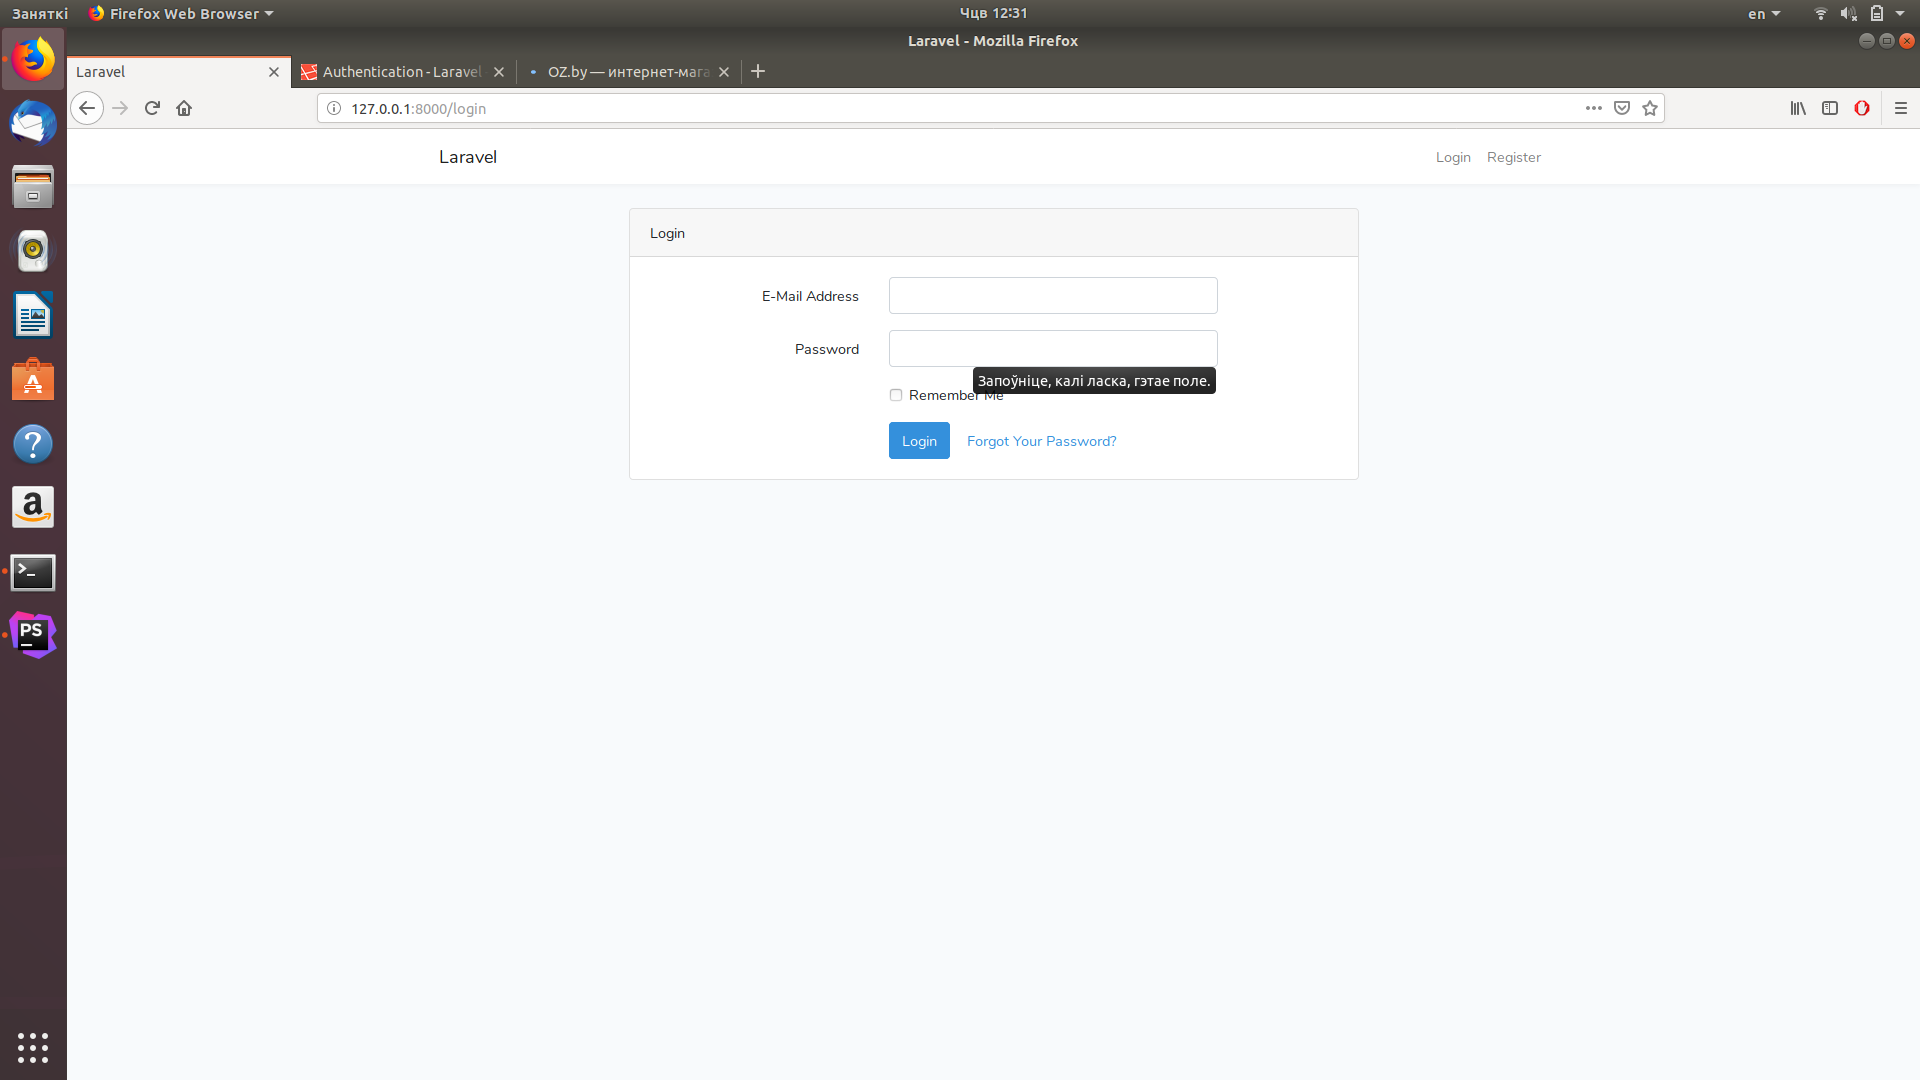 Заняткі
Firefox Web Browser
Чцв 12:31
en
Laravel - Mozilla Firefox
Laravel
Authentication - Laravel
OZ.by — интернет-мага
127.0.0.1:8000/login
Laravel
Login
Register
Login
E-Mail Address
Password
Запоўніце, калі ласка, гэтае поле.
Remember Me
Login
Forgot Your Password?
A
?
a
>_
PS